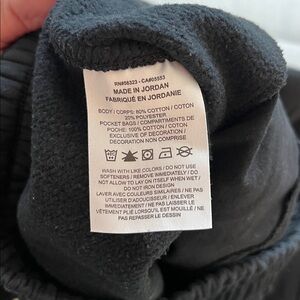 RN#56323 - CA#05553
MADE IN JORDAN
FABRIQUÉ EN JORDANIE
BODY / CORPS: 80% COTTON / COTON
20% POLYESTER
POCKET BAGS / COMPARTIMENTS DE
POCHE: 100% COTTON / COTON
EXCLUSIVE OF DECORATION /
DÉCORATION NON COMPRISE
WASH WITH LIKE COLORS / DO NOT USE
SOFTENERS / REMOVE IMMEDIATELY / DO
NOT ALLOW TO LAY ON ITSELF WHEN WET /
DO NOT IRON DESIGN
LAVER AVEC COULEURS SIMILAIRES / NE PAS
UTILISER D'ADOUCISSEUR / ENLEVER
IMMÉDIATEMENT / NE PAS LAISSER LE
VÊTEMENT PLIÉ LORSQU'IL EST MOUILLÉ / NE
PAS REPASSER LE DESSIN